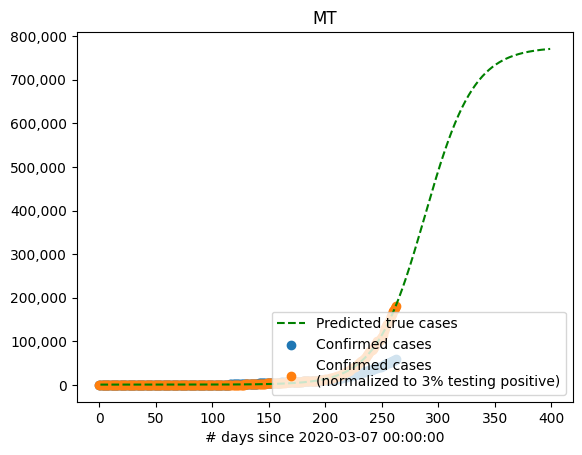 MT
800,000
700,000
600,000
500,000
400,000
300,000
200,000
100,000
0
Predicted true cases
Confirmed cases
Confirmed cases
(normalized to 3% testing positive)
0 50 100 150 200 250 300 350 400
# days since 2020-03-07 00:00:00